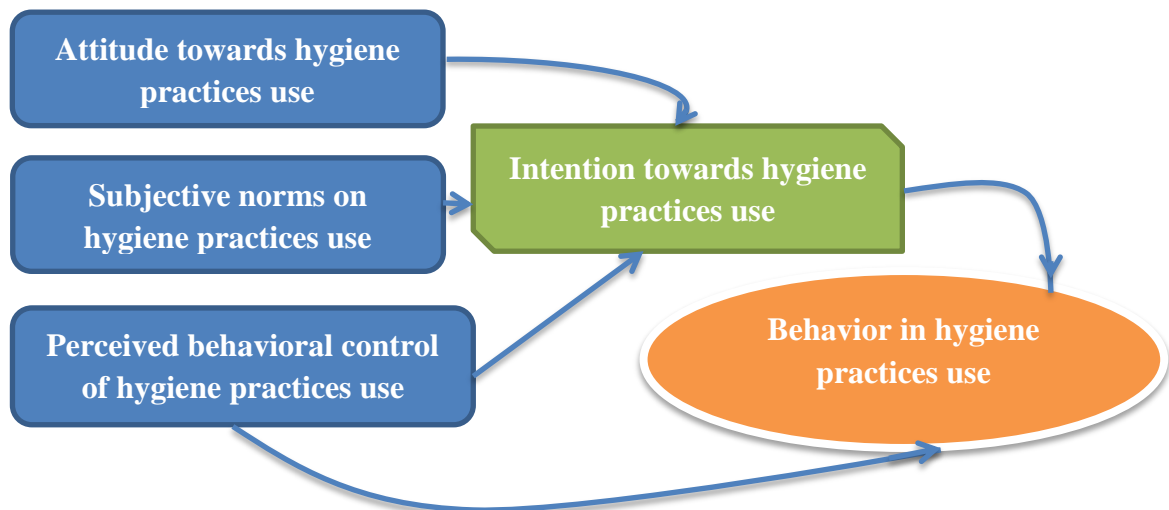 Attitude towards hygiene
practices use
Subjective norms on
hygiene practices use
Perceived behavioral control
of hygiene practices use
Intention towards hygiene
practices use
Behavior in hygiene
practices use